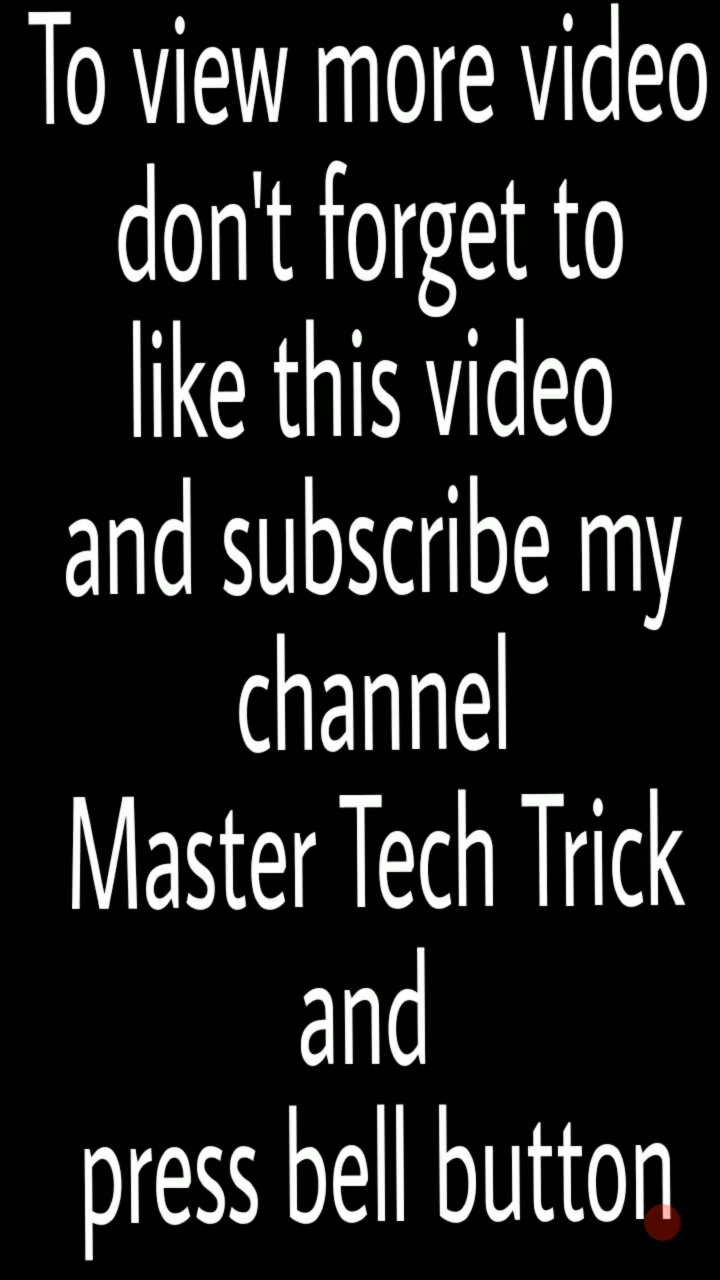 To view more video
don't forget to
like this video
and subscribe my
channel
Master Tech Trick
and
press bell button